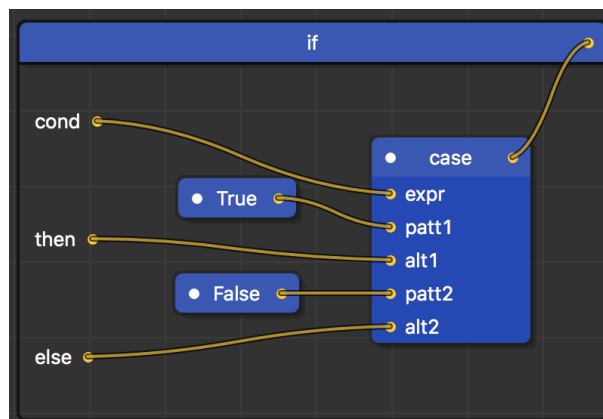 if
cond
case
True
expr
patt1
then
alt1
False
patt2
alt2
else